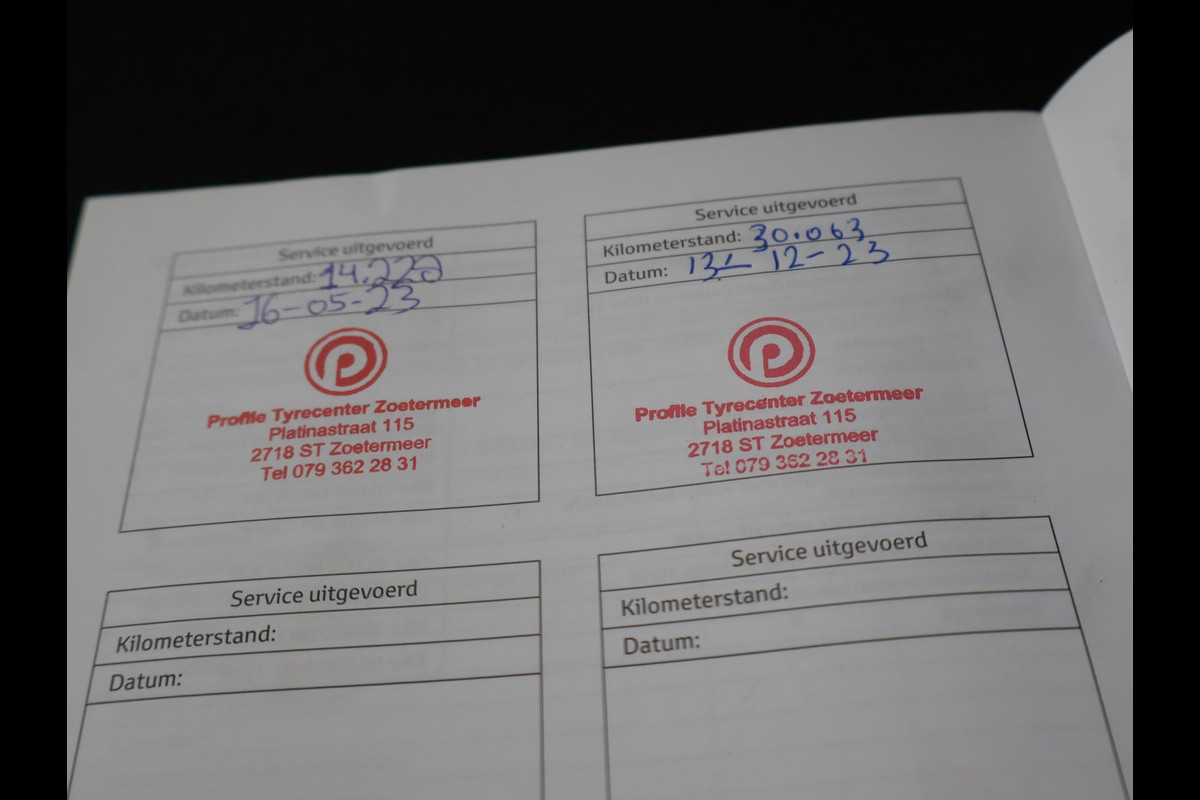 Service uitgevoerd
Kilometerstand:
Datum: 16-05-23
Profile Tyrecenter Zoetermeer
Platinastraat 115
2718 ST Zoetermeer
Tel 079 362 28 31
Service uitgevoerd
Kilometerstand: 30.063
Datum: 13-12-23
Profile Tyrecenter Zoetermeer
Platinastraat 115
2718 ST Zoetermeer
Tel 079 362 28 31
Service uitgevoerd
Kilometerstand:
Datum:
Service uitgevoerd
Kilometerstand:
Datum: